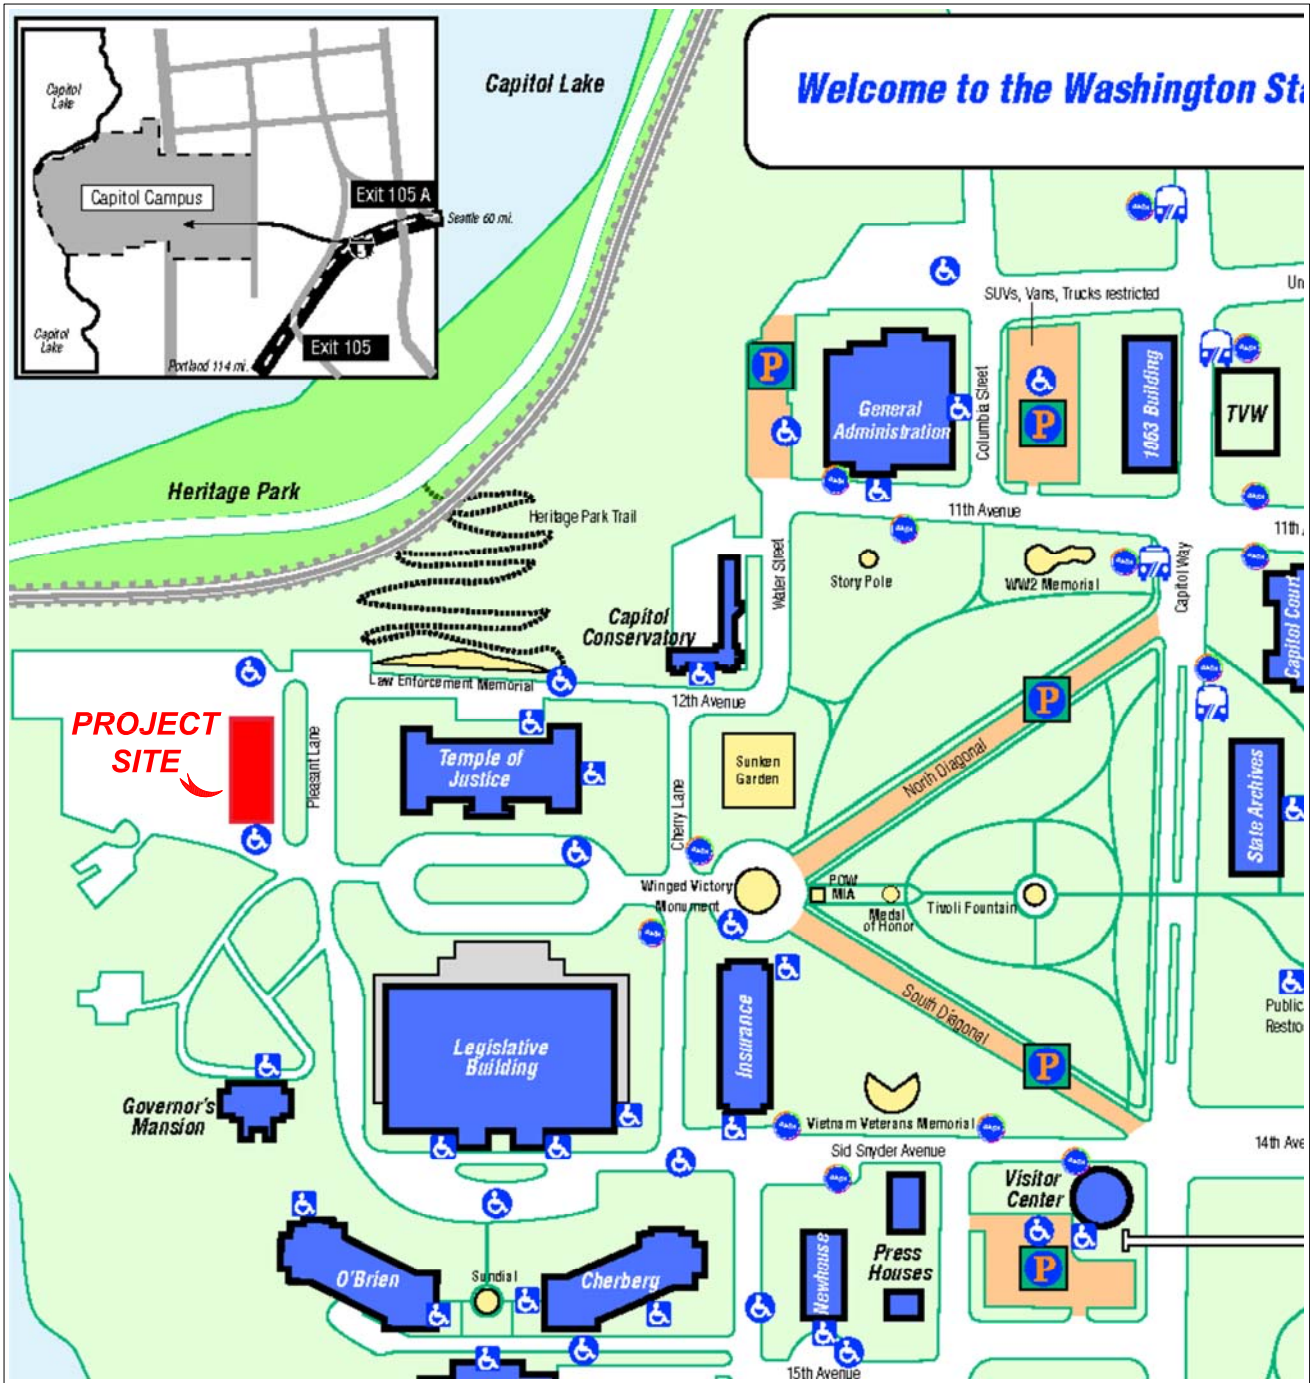 Capitol
Lake
Capitol Campus
Exit 105 A
Seattle 60 mi.
5
Capitol
Lake
Exit 105
Portland 114 mi.
Capitol Lake
Welcome to the Washington Sta
SUVs, Vans, Trucks restricted
Un
P
General
Administration
Columbia Street
P
1063 Building
TVW
Heritage Park
Heritage Park Trail
11th Avenue
11th A
Water Street
Story Pole
WW2 Memorial
Capitol Way
Capitol Court
Capitol
Conservatory
Law Enforcement Memorial
12th Avenue
P
PROJECT
SITE
Pleasant Lane
Temple of
Justice
Cherry Lane
Sunken
Garden
North Diagonal
State Archives
Winged Victory
Monument
POW
MIA
Medal
of Honor
Tivoli Fountain
South Diagonal
Public
Restro
Legislative
Building
Insurance
P
Governor's
Mansion
Vietnam Veterans Memorial
Sid Snyder Avenue
14th Ave
Visitor
Center
O'Brien
Sundial
Cherberg
Newhouse
Press
Houses
P
15th Avenue